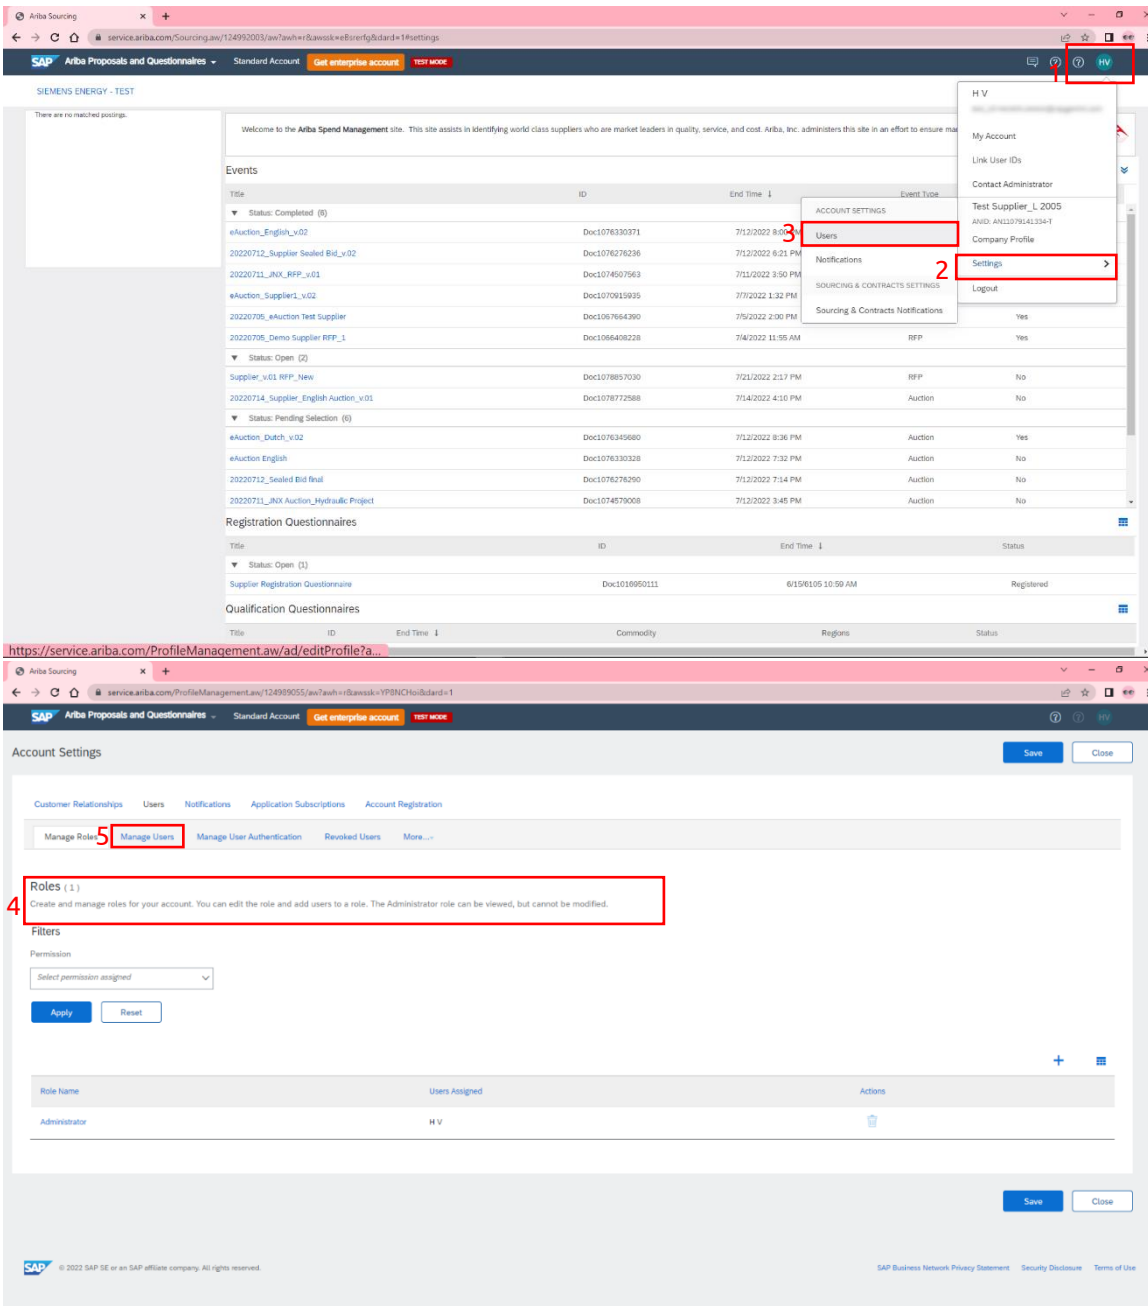 Ariba Sourcing
service.ariba.com/Sourcing.aw/124992003/aw?awh=r&awssk=eBsrerfg&dard=1#settings
SAP Ariba Proposals and Questionnaires Standard Account Get enterprise account TEST MODE HV
1
SIEMENS ENERGY - TEST
There are no matched postings.
Welcome to the Ariba Spend Management site. This site assists in identifying world class suppliers who are market leaders in quality, service, and cost. Ariba, Inc. administers this site in an effort to ensure
H V
My Account
Link User IDs
Contact Administrator
Test Supplier_L 2005
ANID: AN11079141334-T
Company Profile
2 Settings
Logout
ACCOUNT SETTINGS
3 Users
Notifications
SOURCING & CONTRACTS SETTINGS
Sourcing & Contracts Notifications
Events
Title ID End Time ↓ Event Type
Status: Completed (6)
eAuction_English_v.02 Doc1076330371 7/12/2022 8:00 PM
20220712_Supplier Sealed Bid_v.02 Doc1076276236 7/12/2022 6:21 PM
20220711_JNX_RFP_v.01 Doc1074507563 7/11/2022 3:50 PM
eAuction_Supplier1_v.02 Doc1070915935 7/7/2022 1:32 PM
20220705_eAuction Test Supplier Doc1067664390 7/5/2022 2:00 PM Yes
20220705_Demo Supplier RFP_1 Doc1066408228 7/4/2022 11:55 AM RFP Yes
Status: Open (2)
Supplier_v.01 RFP_New Doc1078857030 7/21/2022 2:17 PM RFP No
20220714_Supplier_English Auction_v.01 Doc1078772588 7/14/2022 4:10 PM Auction No
Status: Pending Selection (6)
eAuction_Dutch_v.02 Doc1076345680 7/12/2022 8:36 PM Auction Yes
eAuction English Doc1076330328 7/12/2022 7:32 PM Auction No
20220712_Sealed Bid final Doc1076276290 7/12/2022 7:14 PM Auction No
20220711_JNX Auction_Hydraulic Project Doc1074579008 7/12/2022 3:45 PM Auction No
Registration Questionnaires
Title ID End Time ↓ Status
Status: Open (1)
Supplier Registration Questionnaire Doc1016950111 6/15/6105 10:59 AM Registered
Qualification Questionnaires
Title ID End Time ↓ Commodity Regions Status
https://service.ariba.com/ProfileManagement.aw/ad/editProfile?a...
Ariba Sourcing
service.ariba.com/ProfileManagement.aw/124989055/aw?awh=r&awssk=YP8NCHoi&dard=1
SAP Ariba Proposals and Questionnaires Standard Account Get enterprise account TEST MODE HV
Account Settings Save Close
Customer Relationships Users Notifications Application Subscriptions Account Registration
Manage Roles 5 Manage Users Manage User Authentication Revoked Users More...
Roles (1)
4 Create and manage roles for your account. You can edit the role and add users to a role. The Administrator role can be viewed, but cannot be modified.
Filters
Permission
Select permission assigned
Apply Reset
Role Name Users Assigned Actions
Administrator H V
Save Close
SAP © 2022 SAP SE or an SAP affiliate company. All rights reserved. SAP Business Network Privacy Statement Security Disclosure Terms of Use